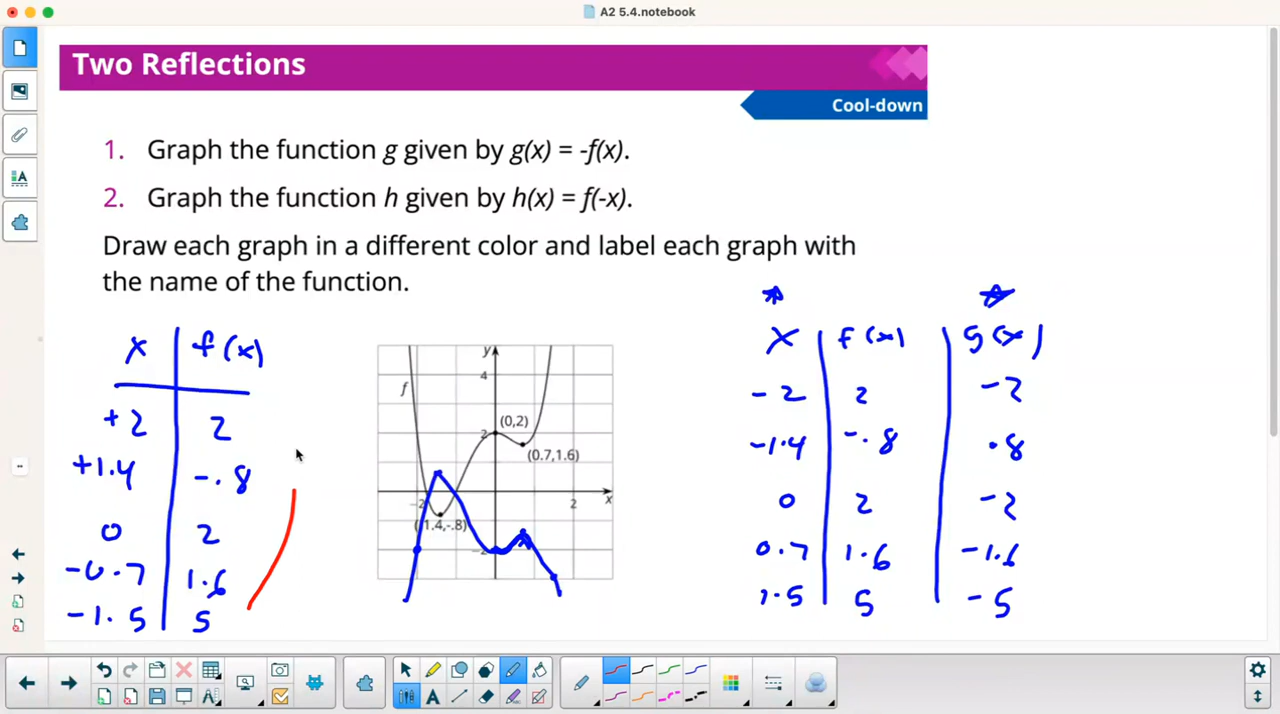 A2 5.4.notebook
Two Reflections
Cool-down
1. Graph the function g given by g(x) = -f(x).
2. Graph the function h given by h(x) = f(-x).
Draw each graph in a different color and label each graph with
the name of the function.
x f(x)
+2 2
+1.4 -.8
0 2
-0.7 1.6
-1.5 5
y
4
f
(0,2)
2
(0.7,1.6)
-2
2
x
1.4,-.8)
-2
x f(x) g(x)
-2 2 -2
-1.4 -.8 .8
0 2 -2
0.7 1.6 -1.6
1.5 5 -5